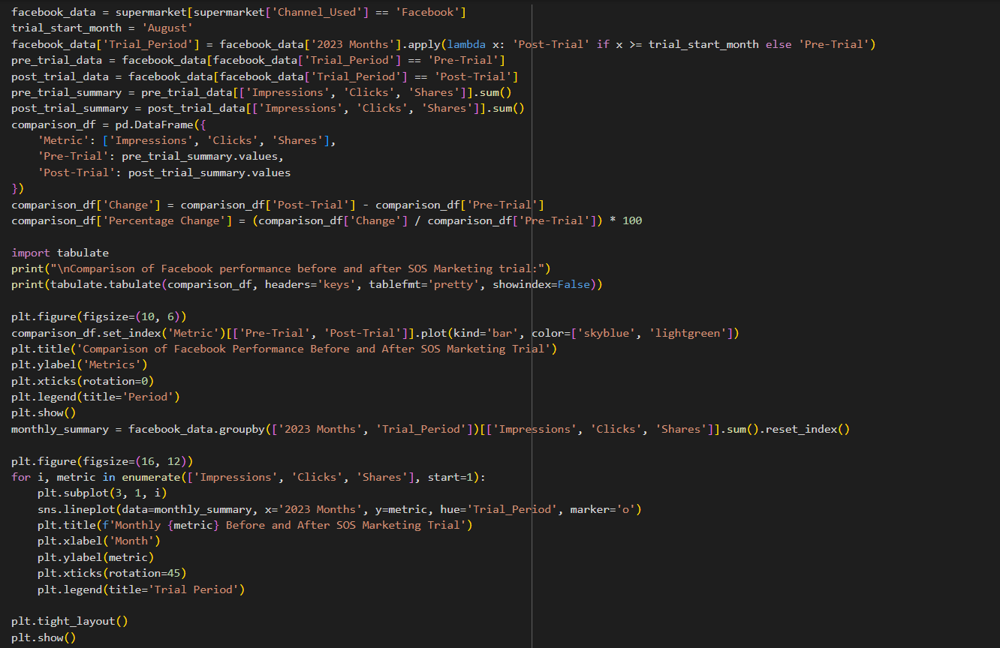 facebook_data = supermarket[supermarket['Channel_Used'] == 'Facebook']
trial_start_month = 'August'
facebook_data['Trial_Period'] = facebook_data['2023 Months'].apply(lambda x: 'Post-Trial' if x >= trial_start_month else 'Pre-Trial')
pre_trial_data = facebook_data[facebook_data['Trial_Period'] == 'Pre-Trial']
post_trial_data = facebook_data[facebook_data['Trial_Period'] == 'Post-Trial']
pre_trial_summary = pre_trial_data[['Impressions', 'Clicks', 'Shares']].sum()
post_trial_summary = post_trial_data[['Impressions', 'Clicks', 'Shares']].sum()
comparison_df = pd.DataFrame({
    'Metric': ['Impressions', 'Clicks', 'Shares'],
    'Pre-Trial': pre_trial_summary.values,
    'Post-Trial': post_trial_summary.values
})
comparison_df['Change'] = comparison_df['Post-Trial'] - comparison_df['Pre-Trial']
comparison_df['Percentage Change'] = (comparison_df['Change'] / comparison_df['Pre-Trial']) * 100

import tabulate
print("\nComparison of Facebook performance before and after SOS Marketing trial:")
print(tabulate.tabulate(comparison_df, headers='keys', tablefmt='pretty', showindex=False))

plt.figure(figsize=(10, 6))
comparison_df.set_index('Metric')[['Pre-Trial', 'Post-Trial']].plot(kind='bar', color=['skyblue', 'lightgreen'])
plt.title('Comparison of Facebook Performance Before and After SOS Marketing Trial')
plt.ylabel('Metrics')
plt.xticks(rotation=0)
plt.legend(title='Period')
plt.show()
monthly_summary = facebook_data.groupby(['2023 Months', 'Trial_Period'])[['Impressions', 'Clicks', 'Shares']].sum().reset_index()

plt.figure(figsize=(16, 12))
for i, metric in enumerate(['Impressions', 'Clicks', 'Shares'], start=1):
    plt.subplot(3, 1, i)
    sns.lineplot(data=monthly_summary, x='2023 Months', y=metric, hue='Trial_Period', marker='o')
    plt.title(f'Monthly {metric} Before and After SOS Marketing Trial')
    plt.xlabel('Month')
    plt.ylabel(metric)
    plt.xticks(rotation=45)
    plt.legend(title='Trial Period')

plt.tight_layout()
plt.show()